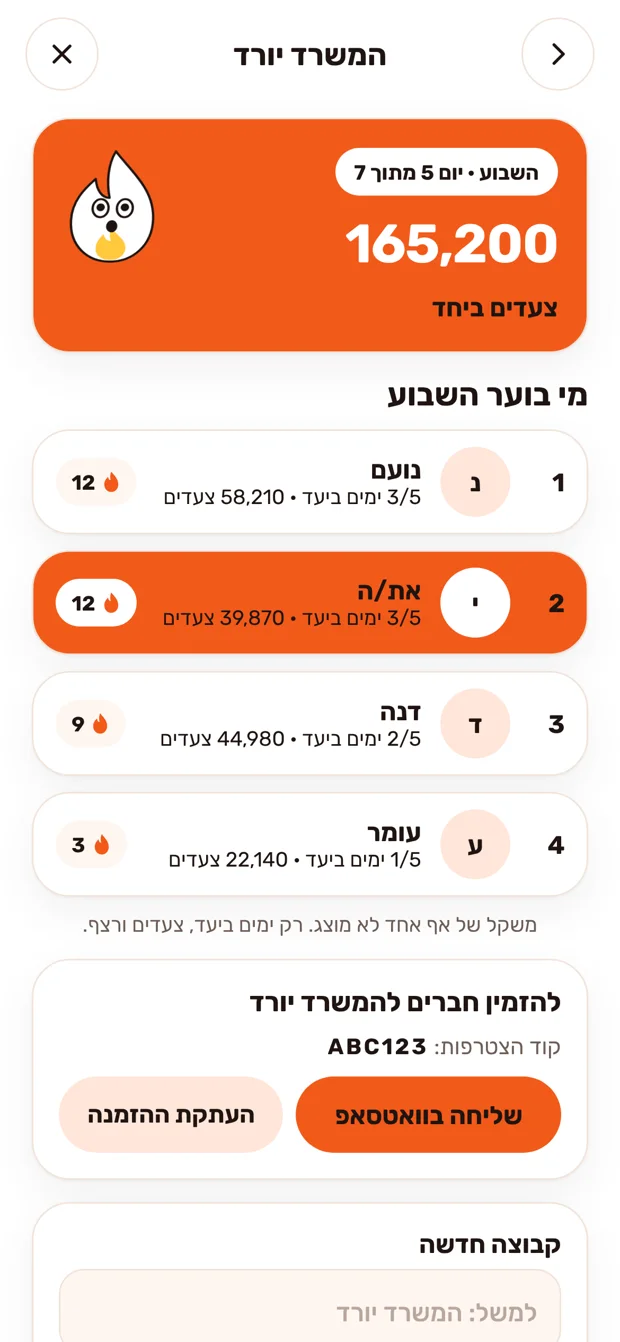 המשרד יורד
השבוע • יום 5 מתוך 7
165,200
צעדים ביחד
מי בוער השבוע
1
נ
נועם
3/5 ימים ביעד • 58,210 צעדים
12
2
י
את/ה
3/5 ימים ביעד • 39,870 צעדים
12
3
ד
דנה
2/5 ימים ביעד • 44,980 צעדים
9
4
ע
עומר
1/5 ימים ביעד • 22,140 צעדים
3
משקל של אף אחד לא מוצג. רק ימים ביעד, צעדים ורצף.
להזמין חברים להמשרד יורד
קוד הצטרפות: ABC123
שליחה בוואטסאפ
העתקת ההזמנה
קבוצה חדשה
למשל: המשרד יורד